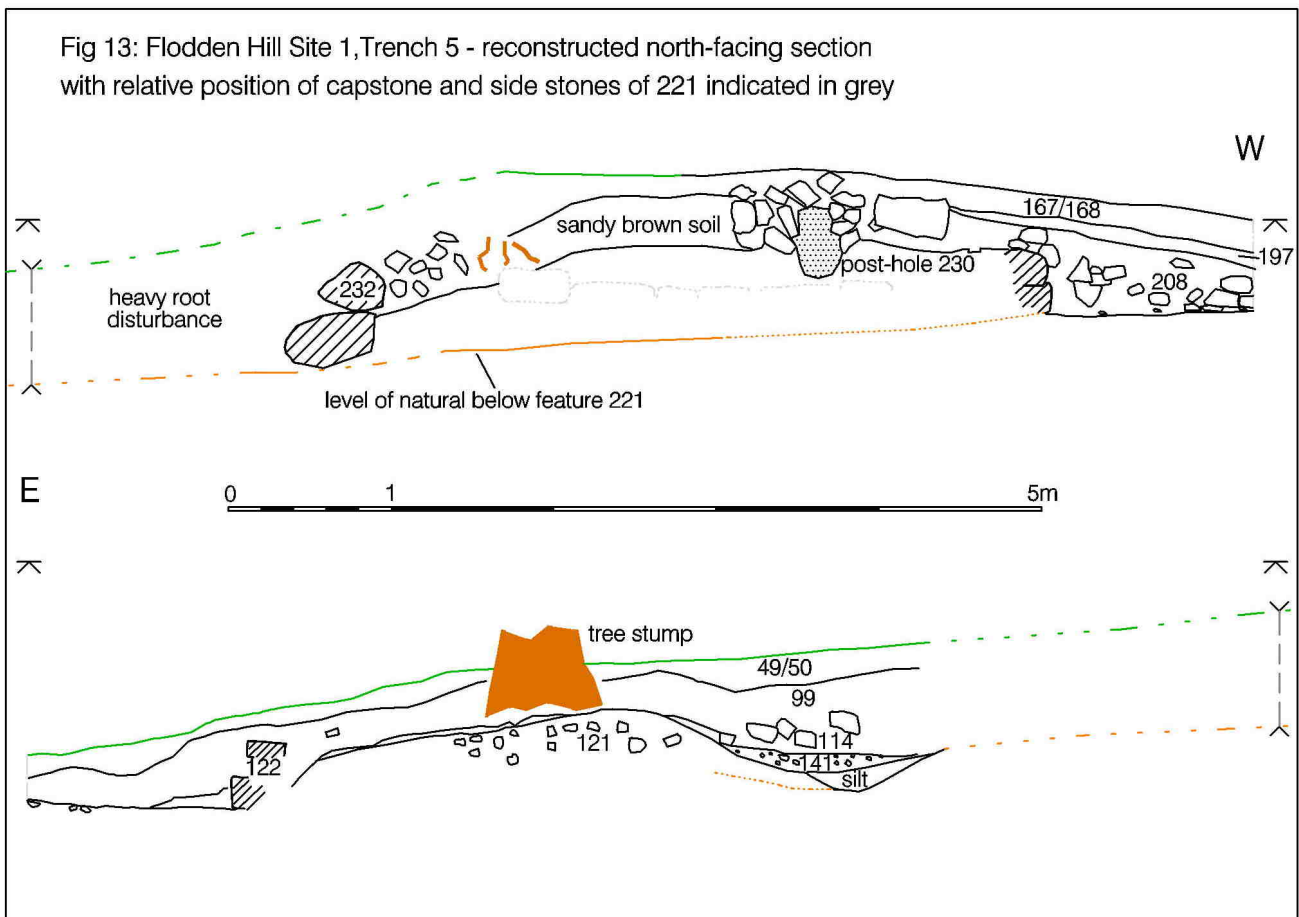 Fig 13: Flodden Hill Site 1,Trench 5 - reconstructed north-facing section
with relative position of capstone and side stones of 221 indicated in grey
W
167/168
sandy brown soil
197
post-hole 230
208
232
heavy root
disturbance
level of natural below feature 221
E
0 1 5m
tree stump
49/50
99
121
114
122
141
silt